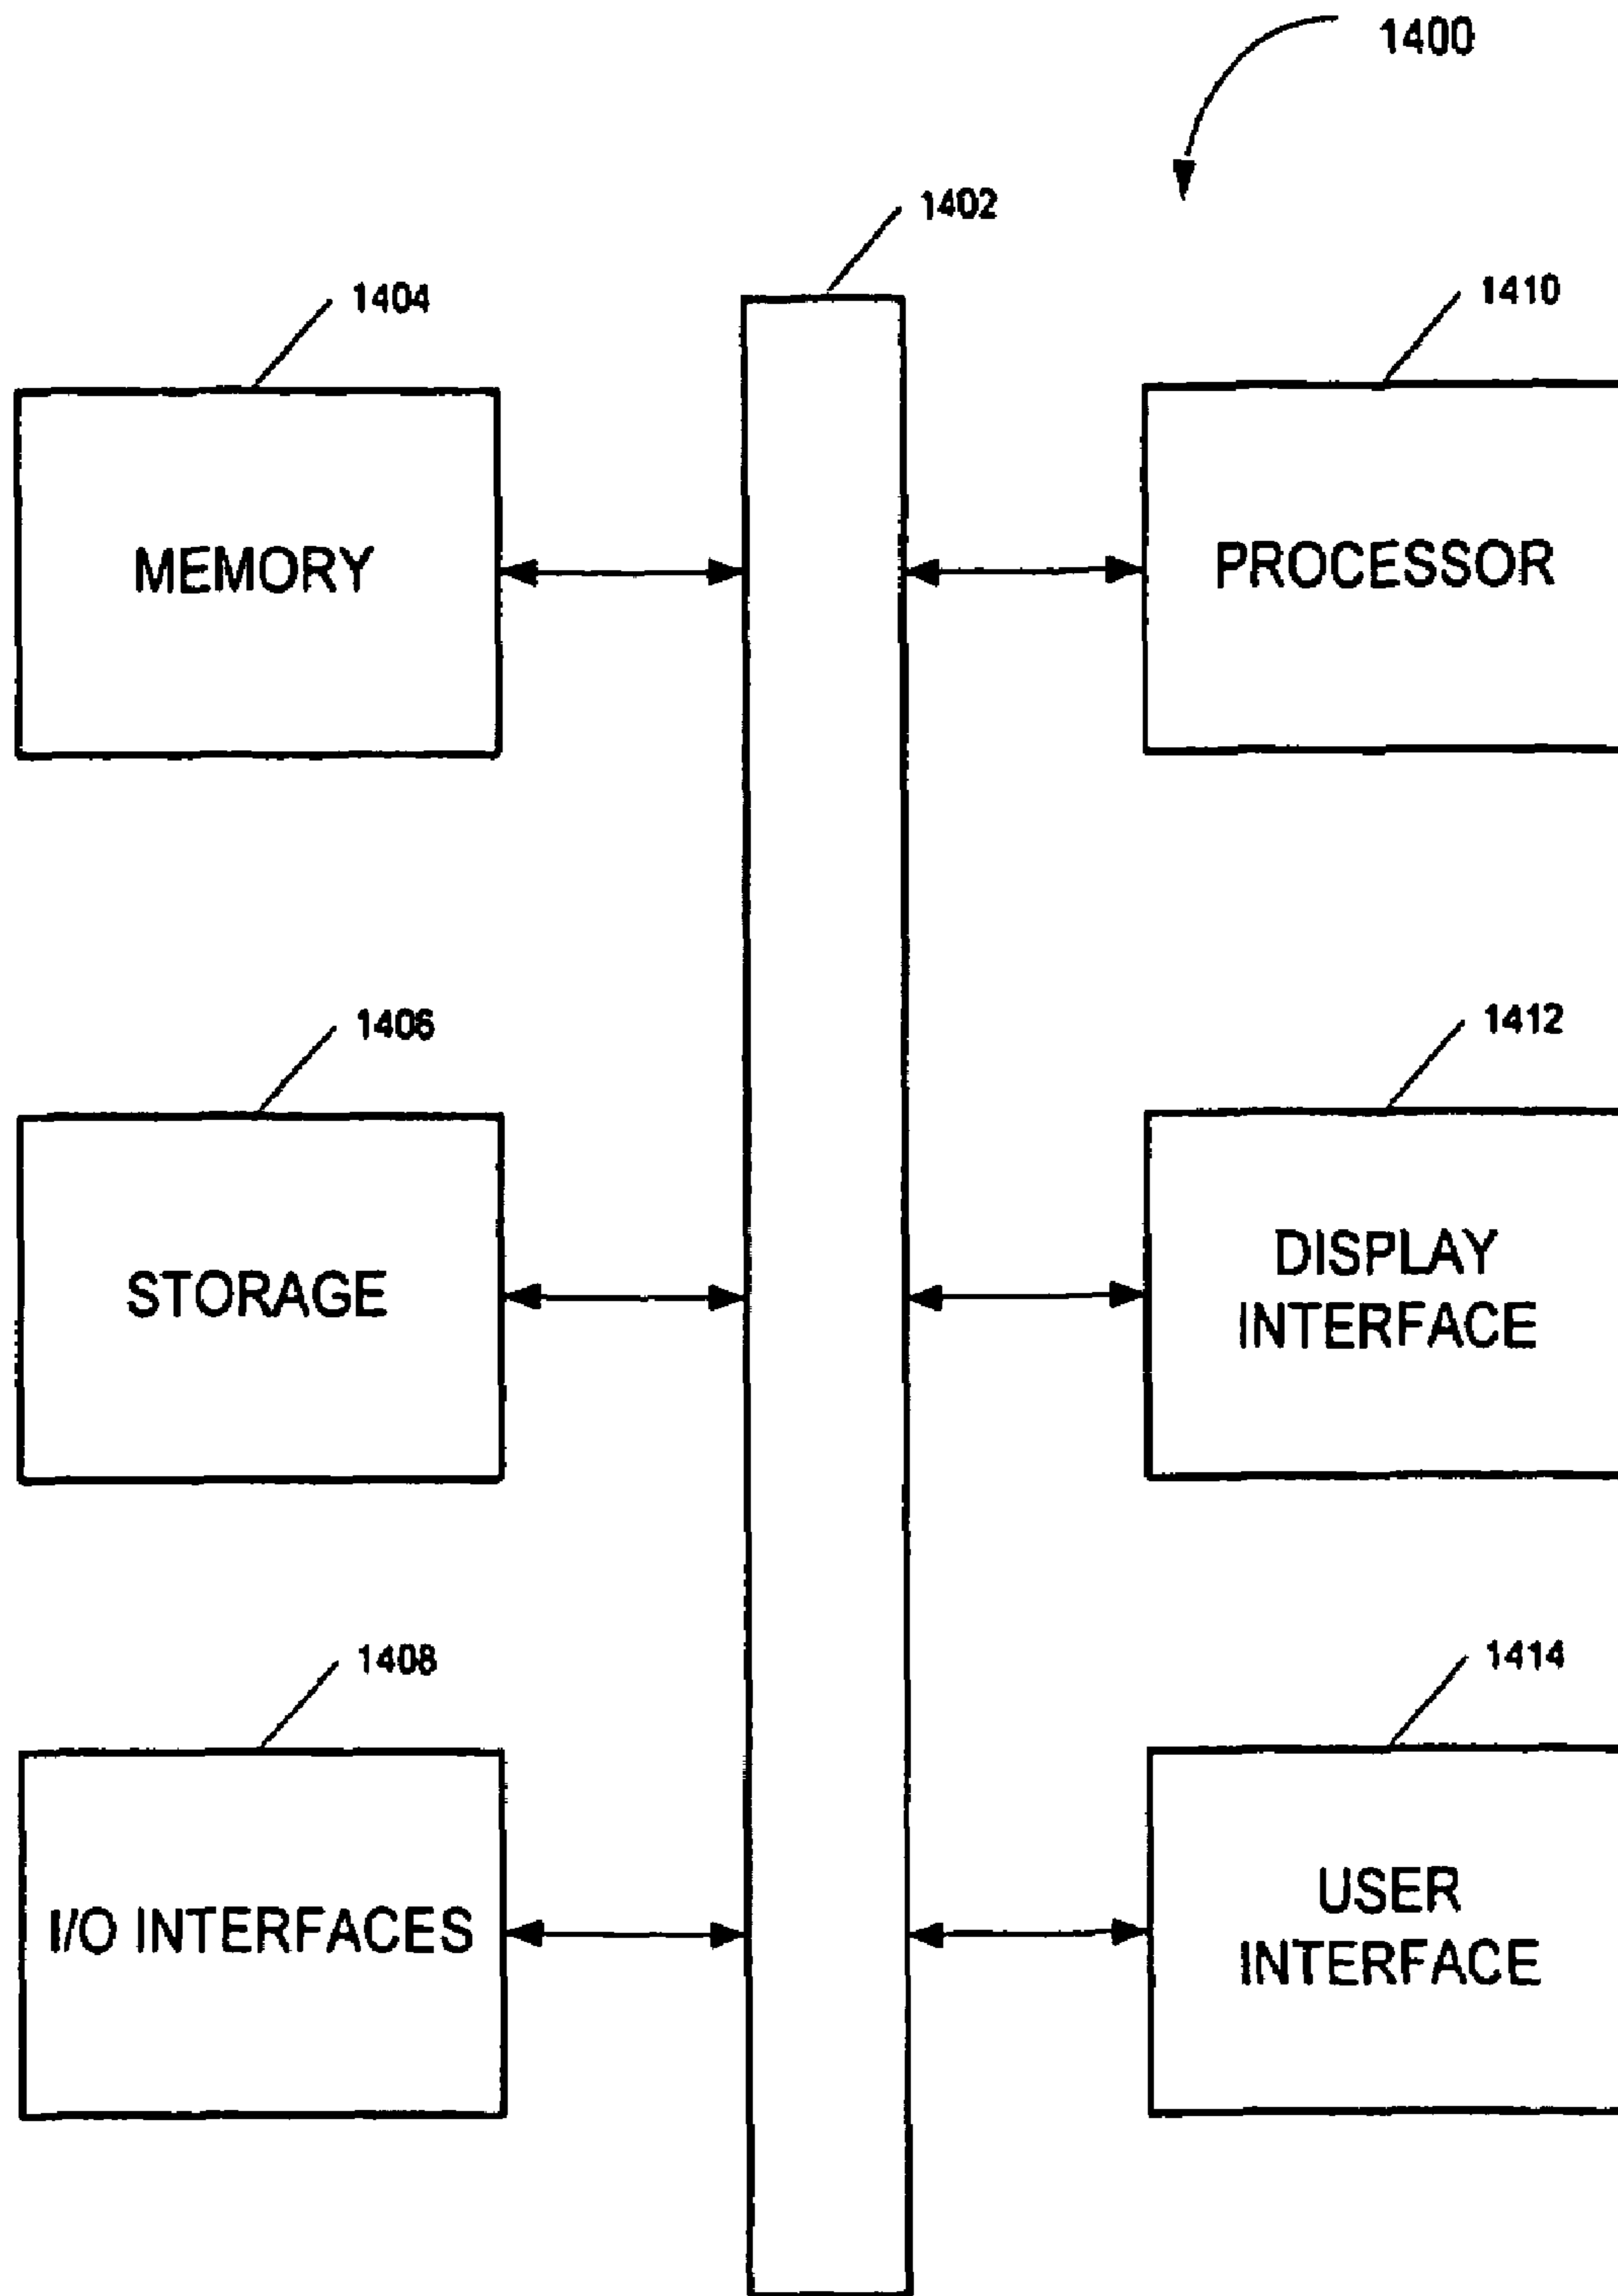 1400
1402
1404
1410
MEMORY
PROCESSOR
1406
1412
STORAGE
DISPLAY
INTERFACE
1408
1414
I/O INTERFACES
USER
INTERFACE